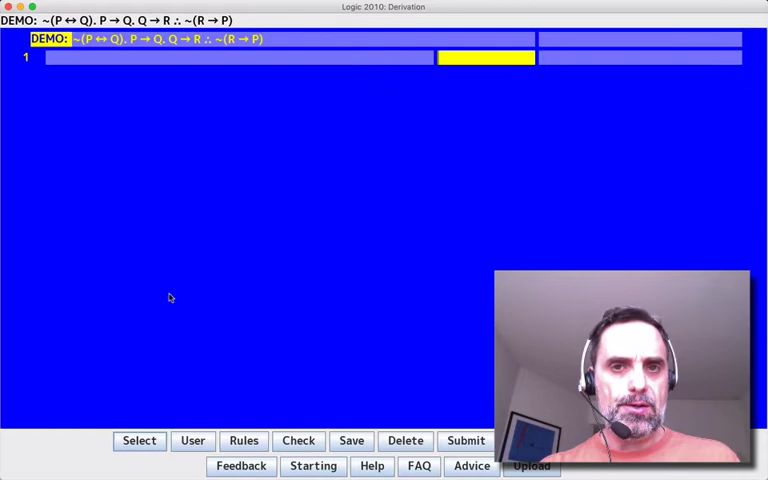 Logic 2010: Derivation
DEMO: ~(P ↔ Q). P → Q. Q → R ∴ ~(R → P)
DEMO: ~(P ↔ Q). P → Q. Q → R ∴ ~(R → P)
1
Select User Rules Check Save Delete Submit
Feedback Starting Help FAQ Advice Upload